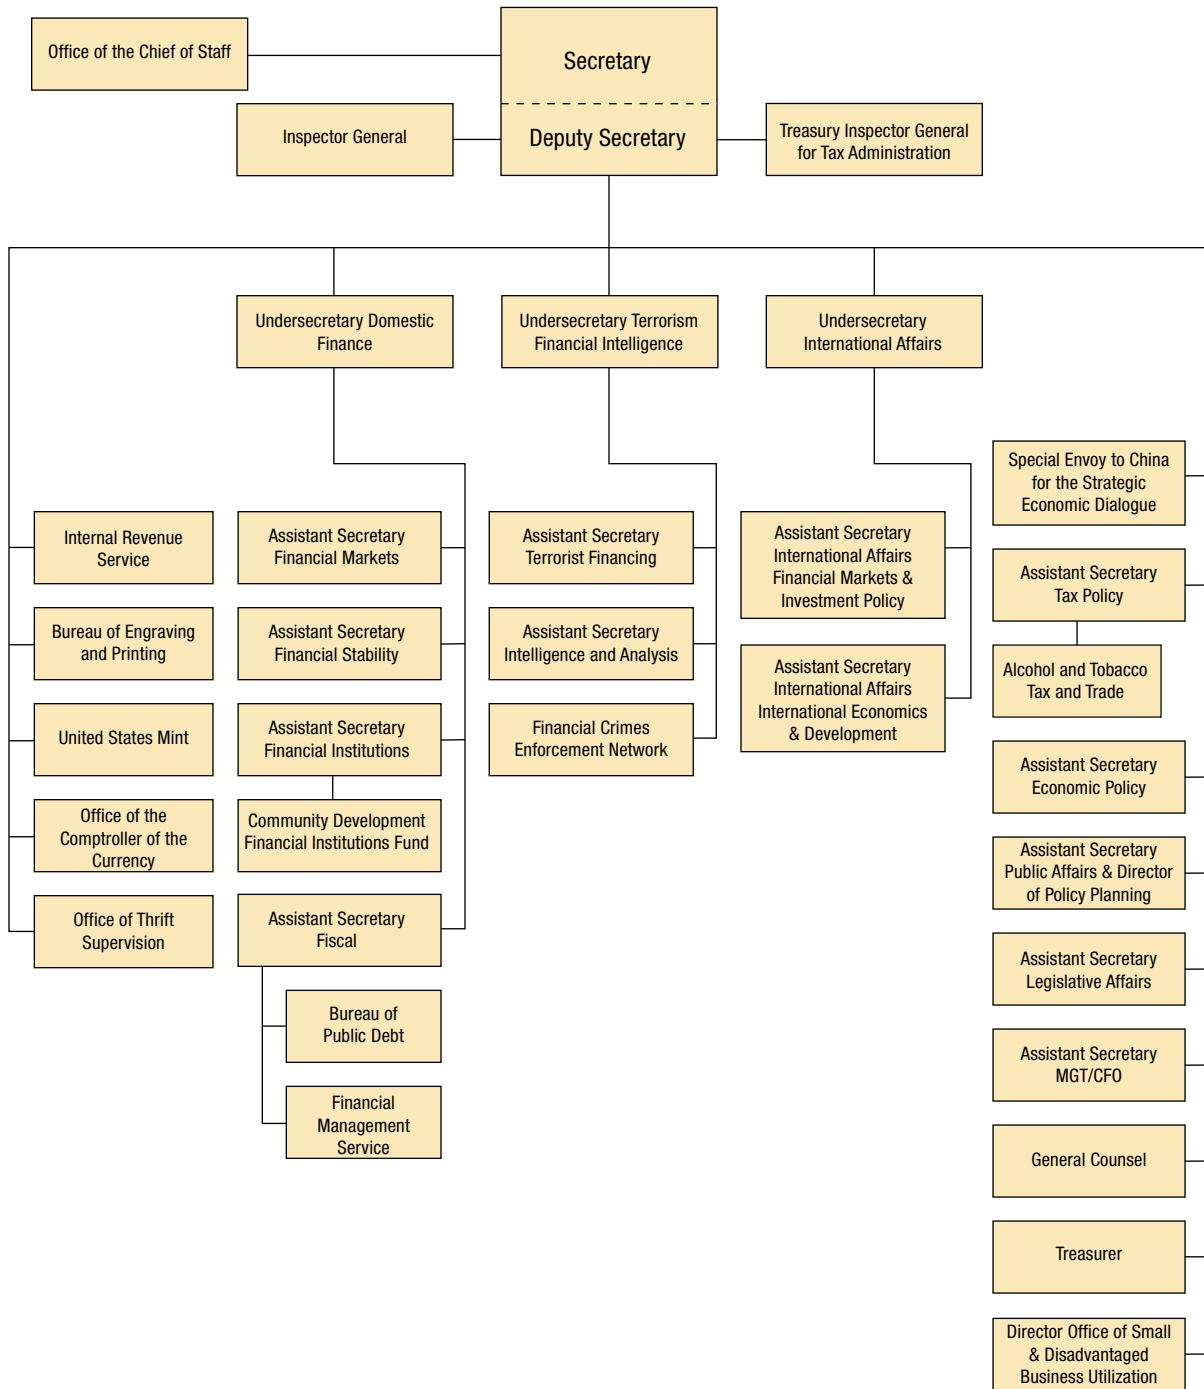 Office of the Chief of Staff
Secretary
Deputy Secretary
Inspector General
Treasury Inspector General
for Tax Administration
Undersecretary Domestic
Finance
Undersecretary Terrorism
Financial Intelligence
Undersecretary
International Affairs
Internal Revenue
Service
Bureau of Engraving
and Printing
United States Mint
Office of the
Comptroller of the
Currency
Office of Thrift
Supervision
Assistant Secretary
Financial Markets
Assistant Secretary
Financial Stability
Assistant Secretary
Financial Institutions
Community Development
Financial Institutions Fund
Assistant Secretary
Fiscal
Bureau of
Public Debt
Financial
Management
Service
Assistant Secretary
Terrorist Financing
Assistant Secretary
Intelligence and Analysis
Financial Crimes
Enforcement Network
Assistant Secretary
International Affairs
Financial Markets &
Investment Policy
Assistant Secretary
International Affairs
International Economics
& Development
Special Envoy to China
for the Strategic
Economic Dialogue
Assistant Secretary
Tax Policy
Alcohol and Tobacco
Tax and Trade
Assistant Secretary
Economic Policy
Assistant Secretary
Public Affairs & Director
of Policy Planning
Assistant Secretary
Legislative Affairs
Assistant Secretary
MGT/CFO
General Counsel
Treasurer
Director Office of Small
& Disadvantaged
Business Utilization